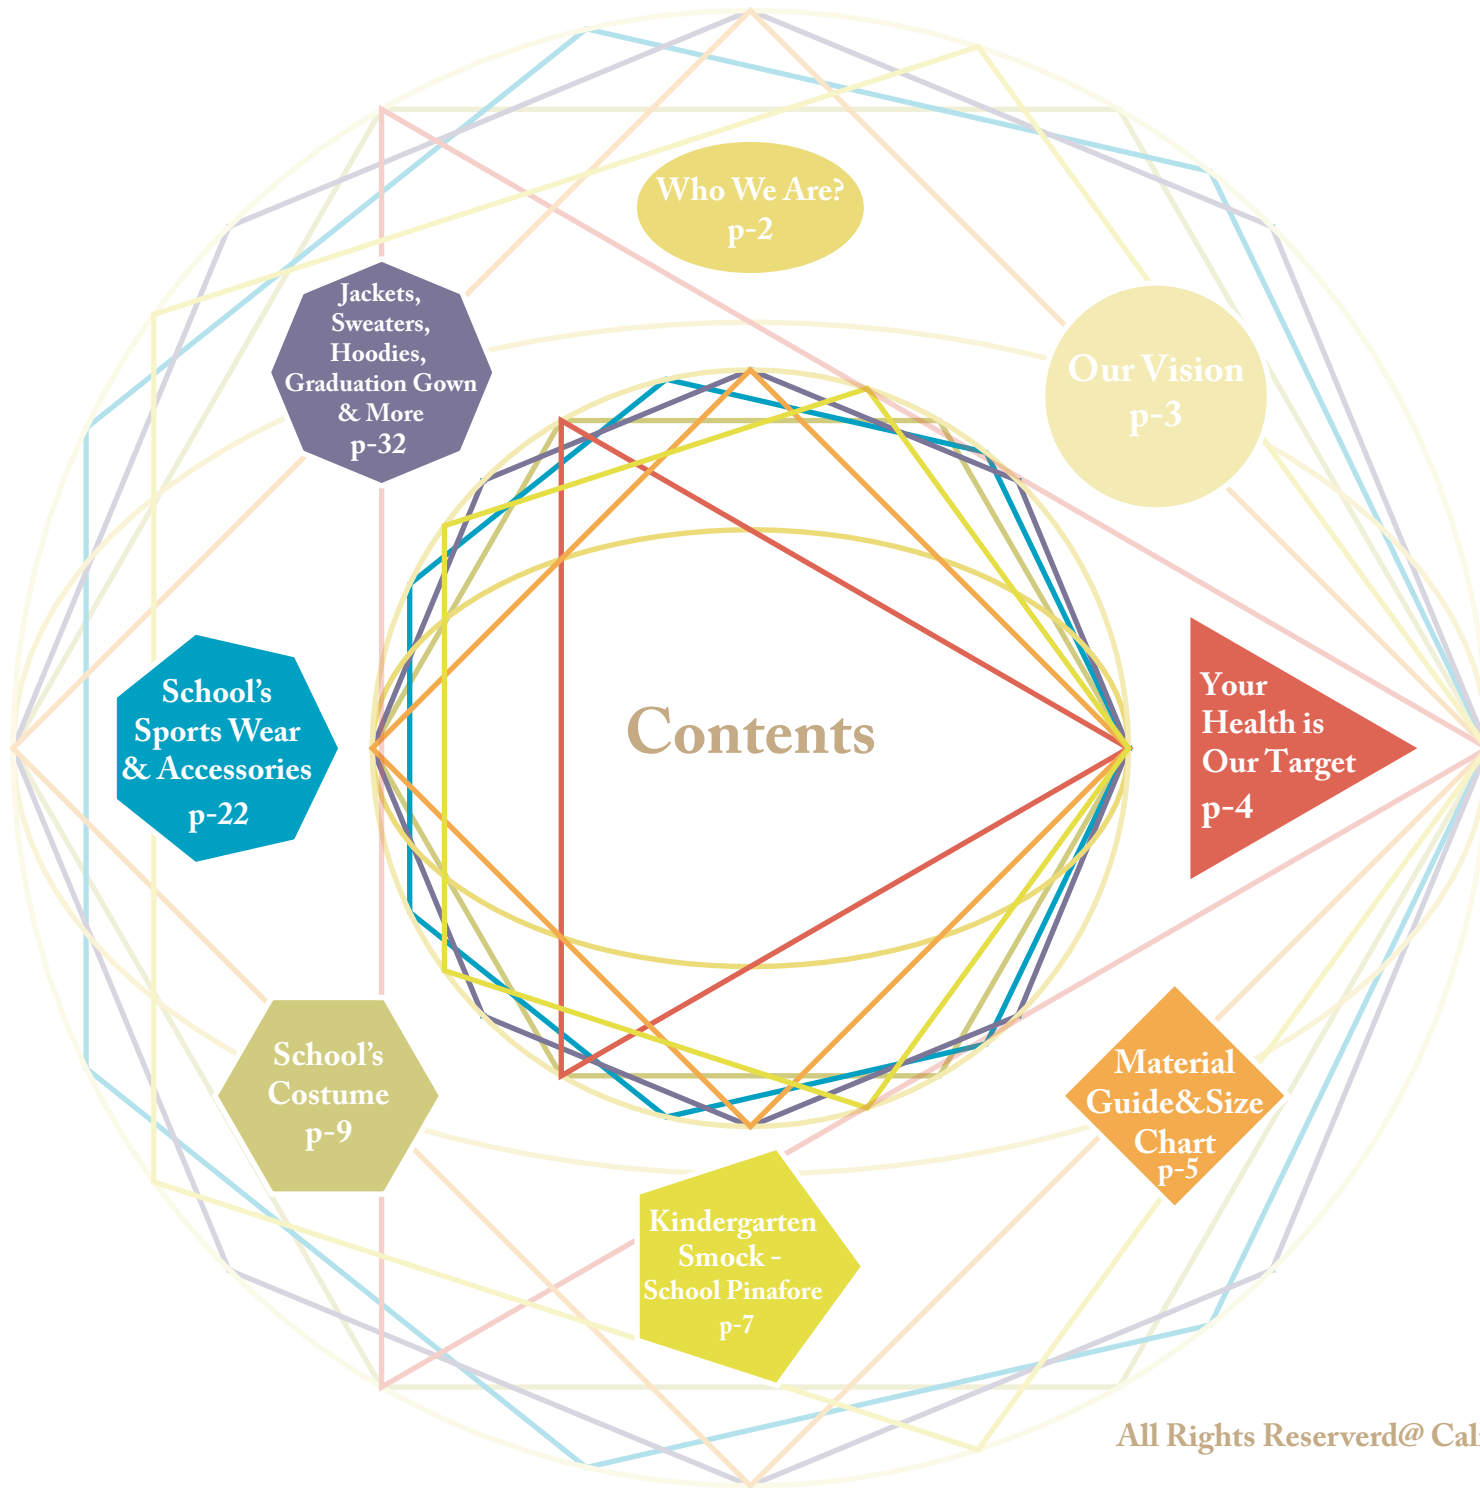 Who We Are?
p-2
Our Vision
p-3
Your
Health is
Our Target
p-4
Material
Guide&Size
Chart
p-5
Kindergarten
Smock -
School Pinafore
p-7
School’s
Costume
p-9
School’s
Sports Wear
& Accessories
p-22
Jackets,
Sweaters,
Hoodies,
Graduation Gown
& More
p-32
Contents
All Rights Reserverd@